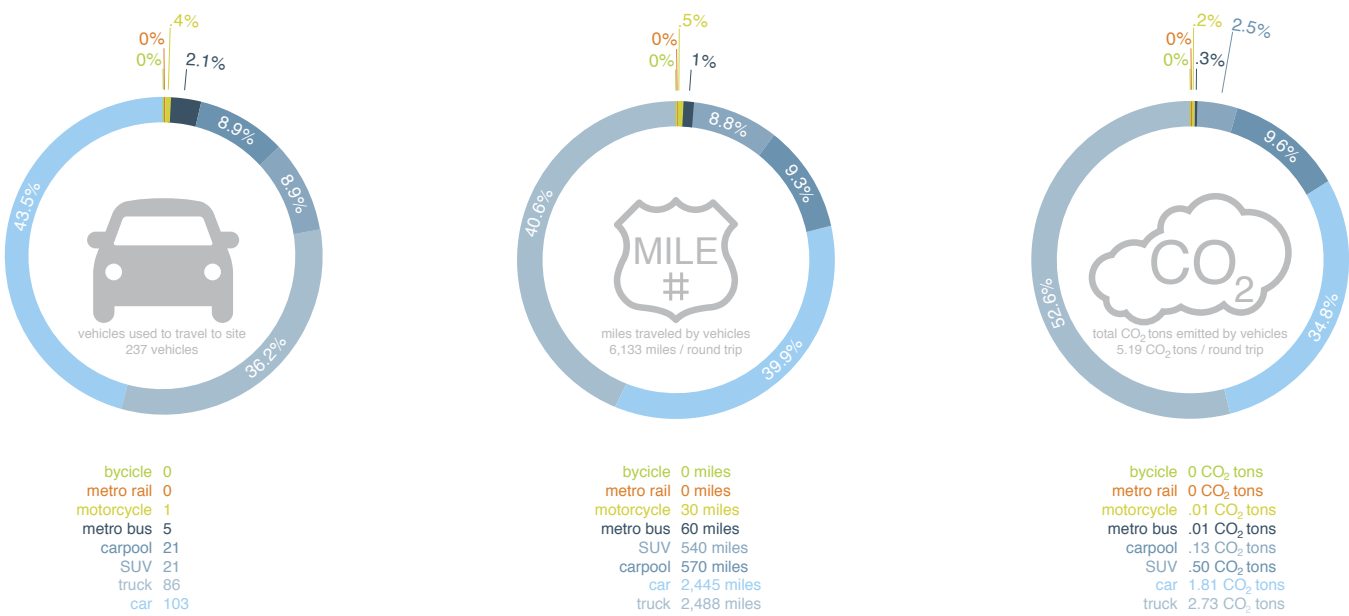 .4%
0%
0%
2.1%
8.9%
8.9%
36.2%
43.5%
vehicles used to travel to site
237 vehicles
bycicle 0
metro rail 0
motorcycle 1
metro bus 5
carpool 21
SUV 21
truck 86
car 103
.5%
0%
0%
1%
8.8%
9.3%
39.9%
40.6%
MILE
#
miles traveled by vehicles
6,133 miles / round trip
bycicle 0 miles
metro rail 0 miles
motorcycle 30 miles
metro bus 60 miles
SUV 540 miles
carpool 570 miles
car 2,445 miles
truck 2,488 miles
.2%
0%
0%
.3%
2.5%
9.6%
34.8%
52.6%
CO₂
total CO₂ tons emitted by vehicles
5.19 CO₂ tons / round trip
bycicle 0 CO₂ tons
metro rail 0 CO₂ tons
motorcycle .01 CO₂ tons
metro bus .01 CO₂ tons
carpool .13 CO₂ tons
SUV .50 CO₂ tons
car 1.81 CO₂ tons
truck 2.73 CO₂ tons